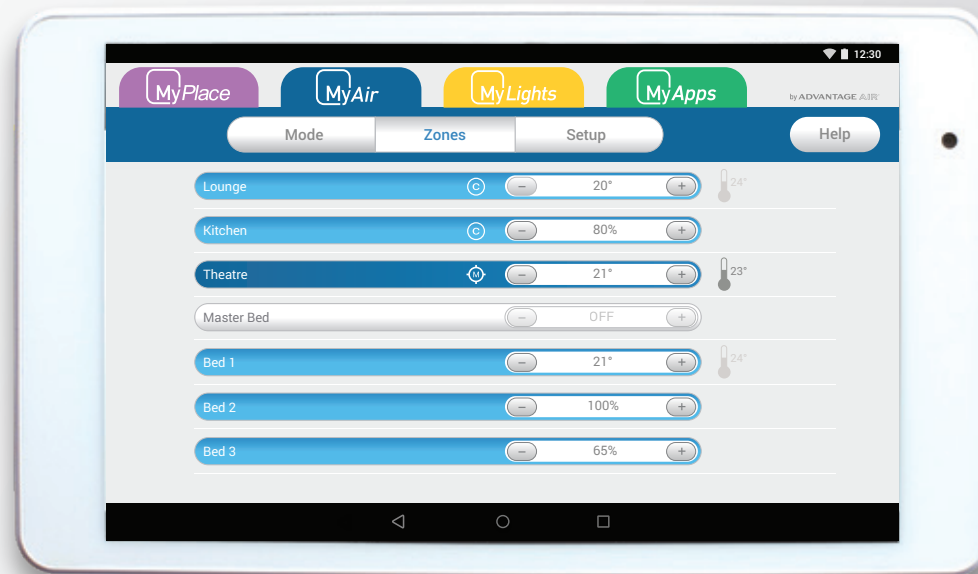 12:30
MyPlace MyAir MyLights MyApps by ADVANTAGE AIR
Mode Zones Setup Help
Lounge C - 20° + 24°
Kitchen C - 80% +
Theatre M - 21° + 23°
Master Bed - OFF +
Bed 1 - 21° + 24°
Bed 2 - 100% +
Bed 3 - 65% +